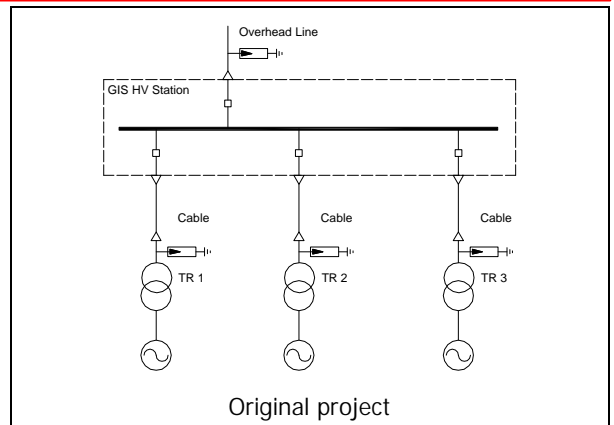 Overhead Line
GIS HV Station
Cable Cable Cable
TR 1 TR 2 TR 3
Original project